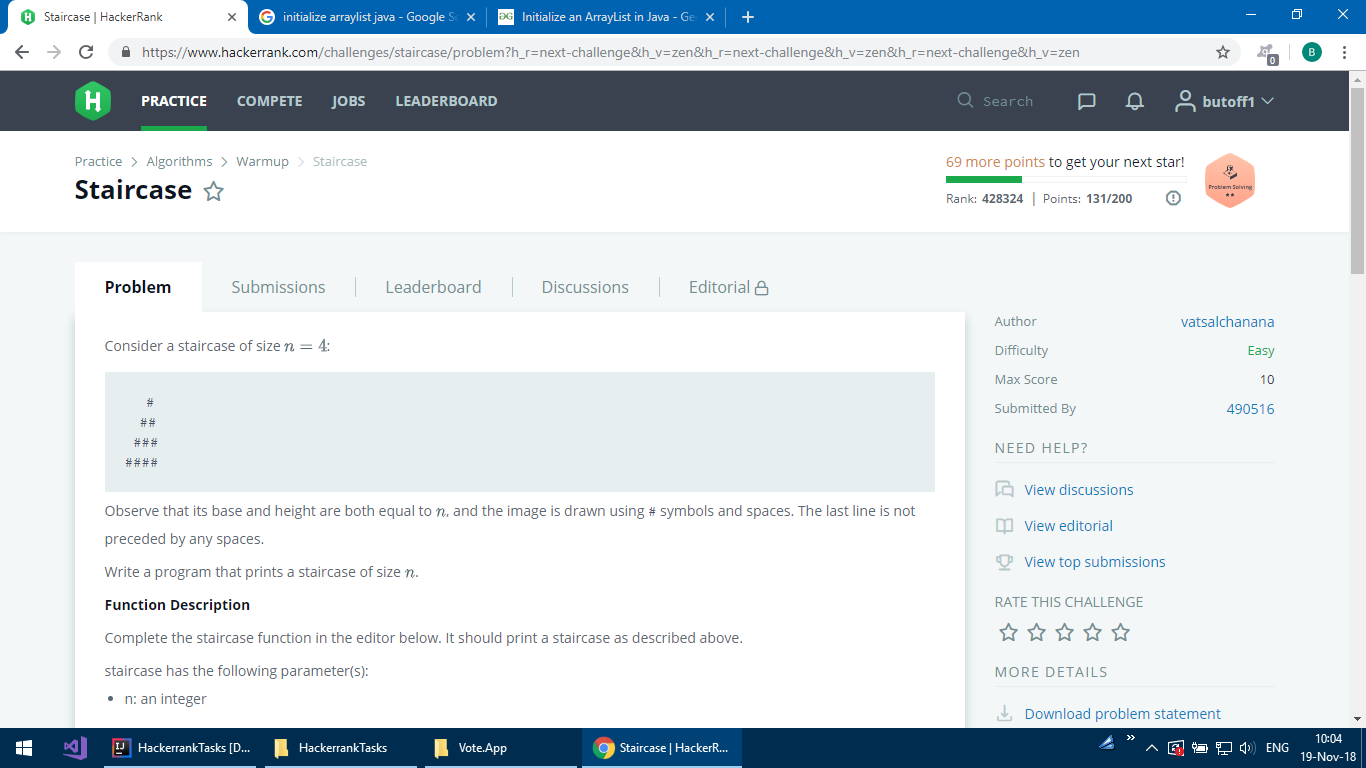 Staircase | HackerRank
initialize arraylist java - Google Se
Initialize an ArrayList in Java - Gee
https://www.hackerrank.com/challenges/staircase/problem?h_r=next-challenge&h_v=zen&h_r=next-challenge&h_v=zen&h_r=next-challenge&h_v=zen
0
B
H
PRACTICE COMPETE JOBS LEADERBOARD
Search
butoff1
Practice > Algorithms > Warmup > Staircase
Staircase
69 more points to get your next star!
Rank: 428324 | Points: 131/200
Problem Solving
Problem Submissions Leaderboard Discussions Editorial
Consider a staircase of size n = 4:
   #
  ##
 ###
####
Observe that its base and height are both equal to n, and the image is drawn using # symbols and spaces. The last line is not
preceded by any spaces.
Write a program that prints a staircase of size n.
Function Description
Complete the staircase function in the editor below. It should print a staircase as described above.
staircase has the following parameter(s):
• n: an integer
Author vatsalchanana
Difficulty Easy
Max Score 10
Submitted By 490516
NEED HELP?
View discussions
View editorial
View top submissions
RATE THIS CHALLENGE
MORE DETAILS
Download problem statement
HackerrankTasks [D...
HackerrankTasks
Vote.App
Staircase | HackerR...
ENG
10:04
19-Nov-18